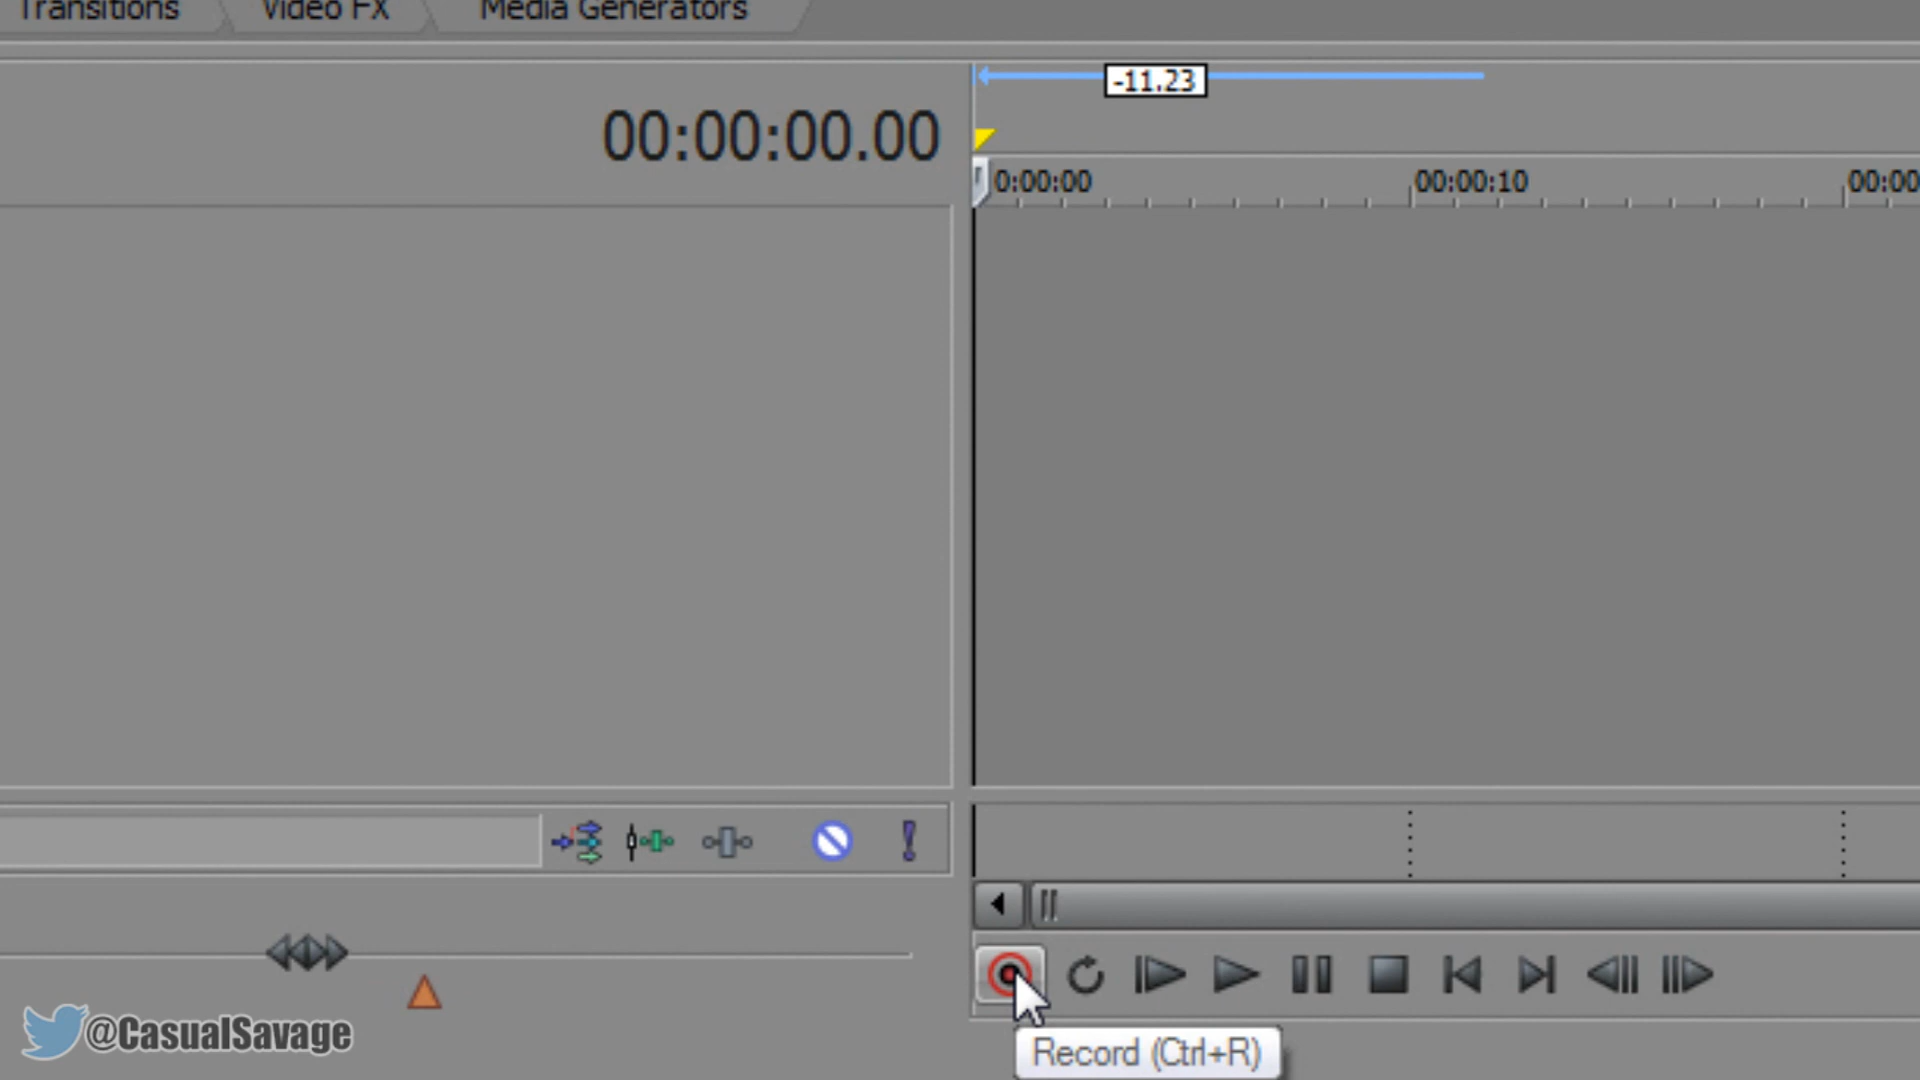 Transitions Video FX Media Generators
-11.23
00:00:00.00
0:00:00 00:00:10 00:00
@CasualSavage
Record (Ctrl+R)